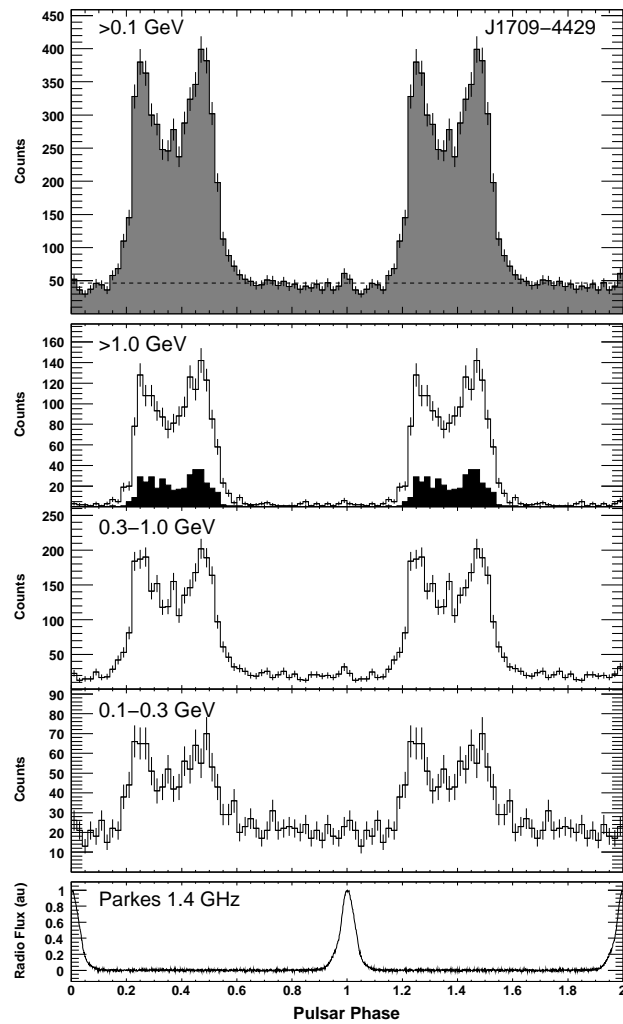 >0.1 GeV
J1709−4429
450
400
350
300
250
200
150
100
50
Counts
>1.0 GeV
160
140
120
100
80
60
40
20
Counts
0.3−1.0 GeV
250
200
150
100
50
Counts
0.1−0.3 GeV
90
80
70
60
50
40
30
20
10
Counts
Parkes 1.4 GHz
1
0.8
0.6
0.4
0.2
0
Radio Flux (au)
0 0.2 0.4 0.6 0.8 1 1.2 1.4 1.6 1.8 2
Pulsar Phase